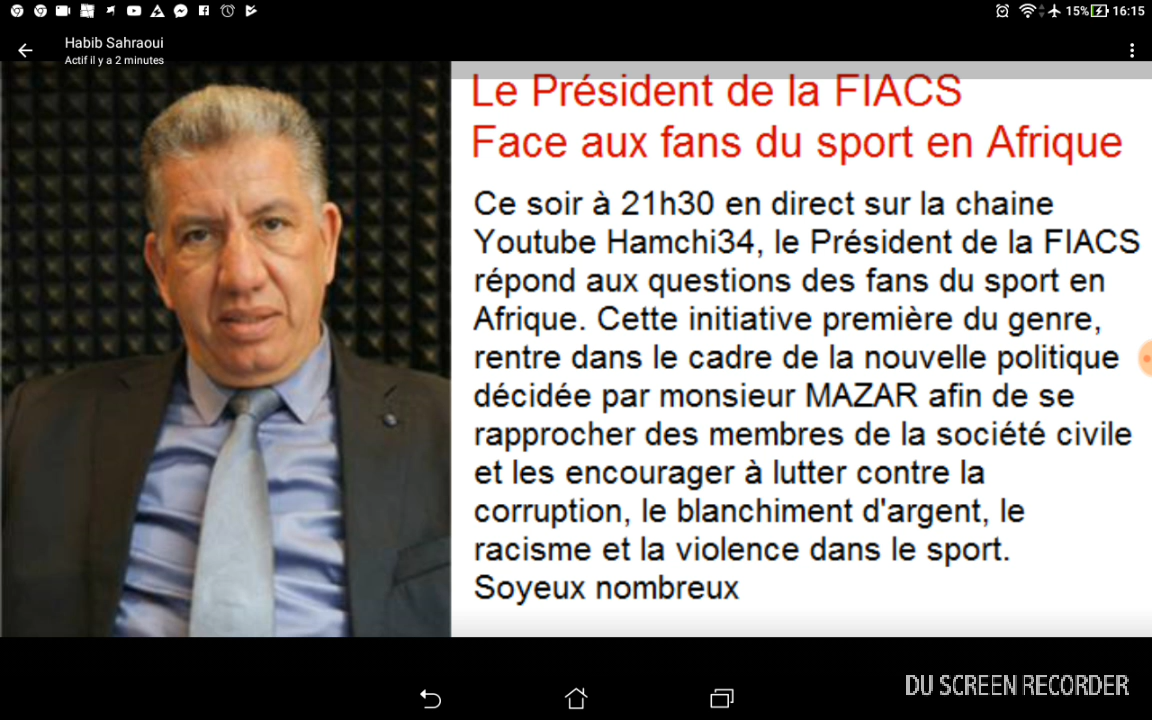 15% 16:15
Habib Sahraoui
Actif il y a 2 minutes
Le Président de la FIACS
Face aux fans du sport en Afrique
Ce soir à 21h30 en direct sur la chaine
Youtube Hamchi34, le Président de la FIACS
répond aux questions des fans du sport en
Afrique. Cette initiative première du genre,
rentre dans le cadre de la nouvelle politique
décidée par monsieur MAZAR afin de se
rapprocher des membres de la société civile
et les encourager à lutter contre la
corruption, le blanchiment d'argent, le
racisme et la violence dans le sport.
Soyeux nombreux
DU SCREEN RECORDER